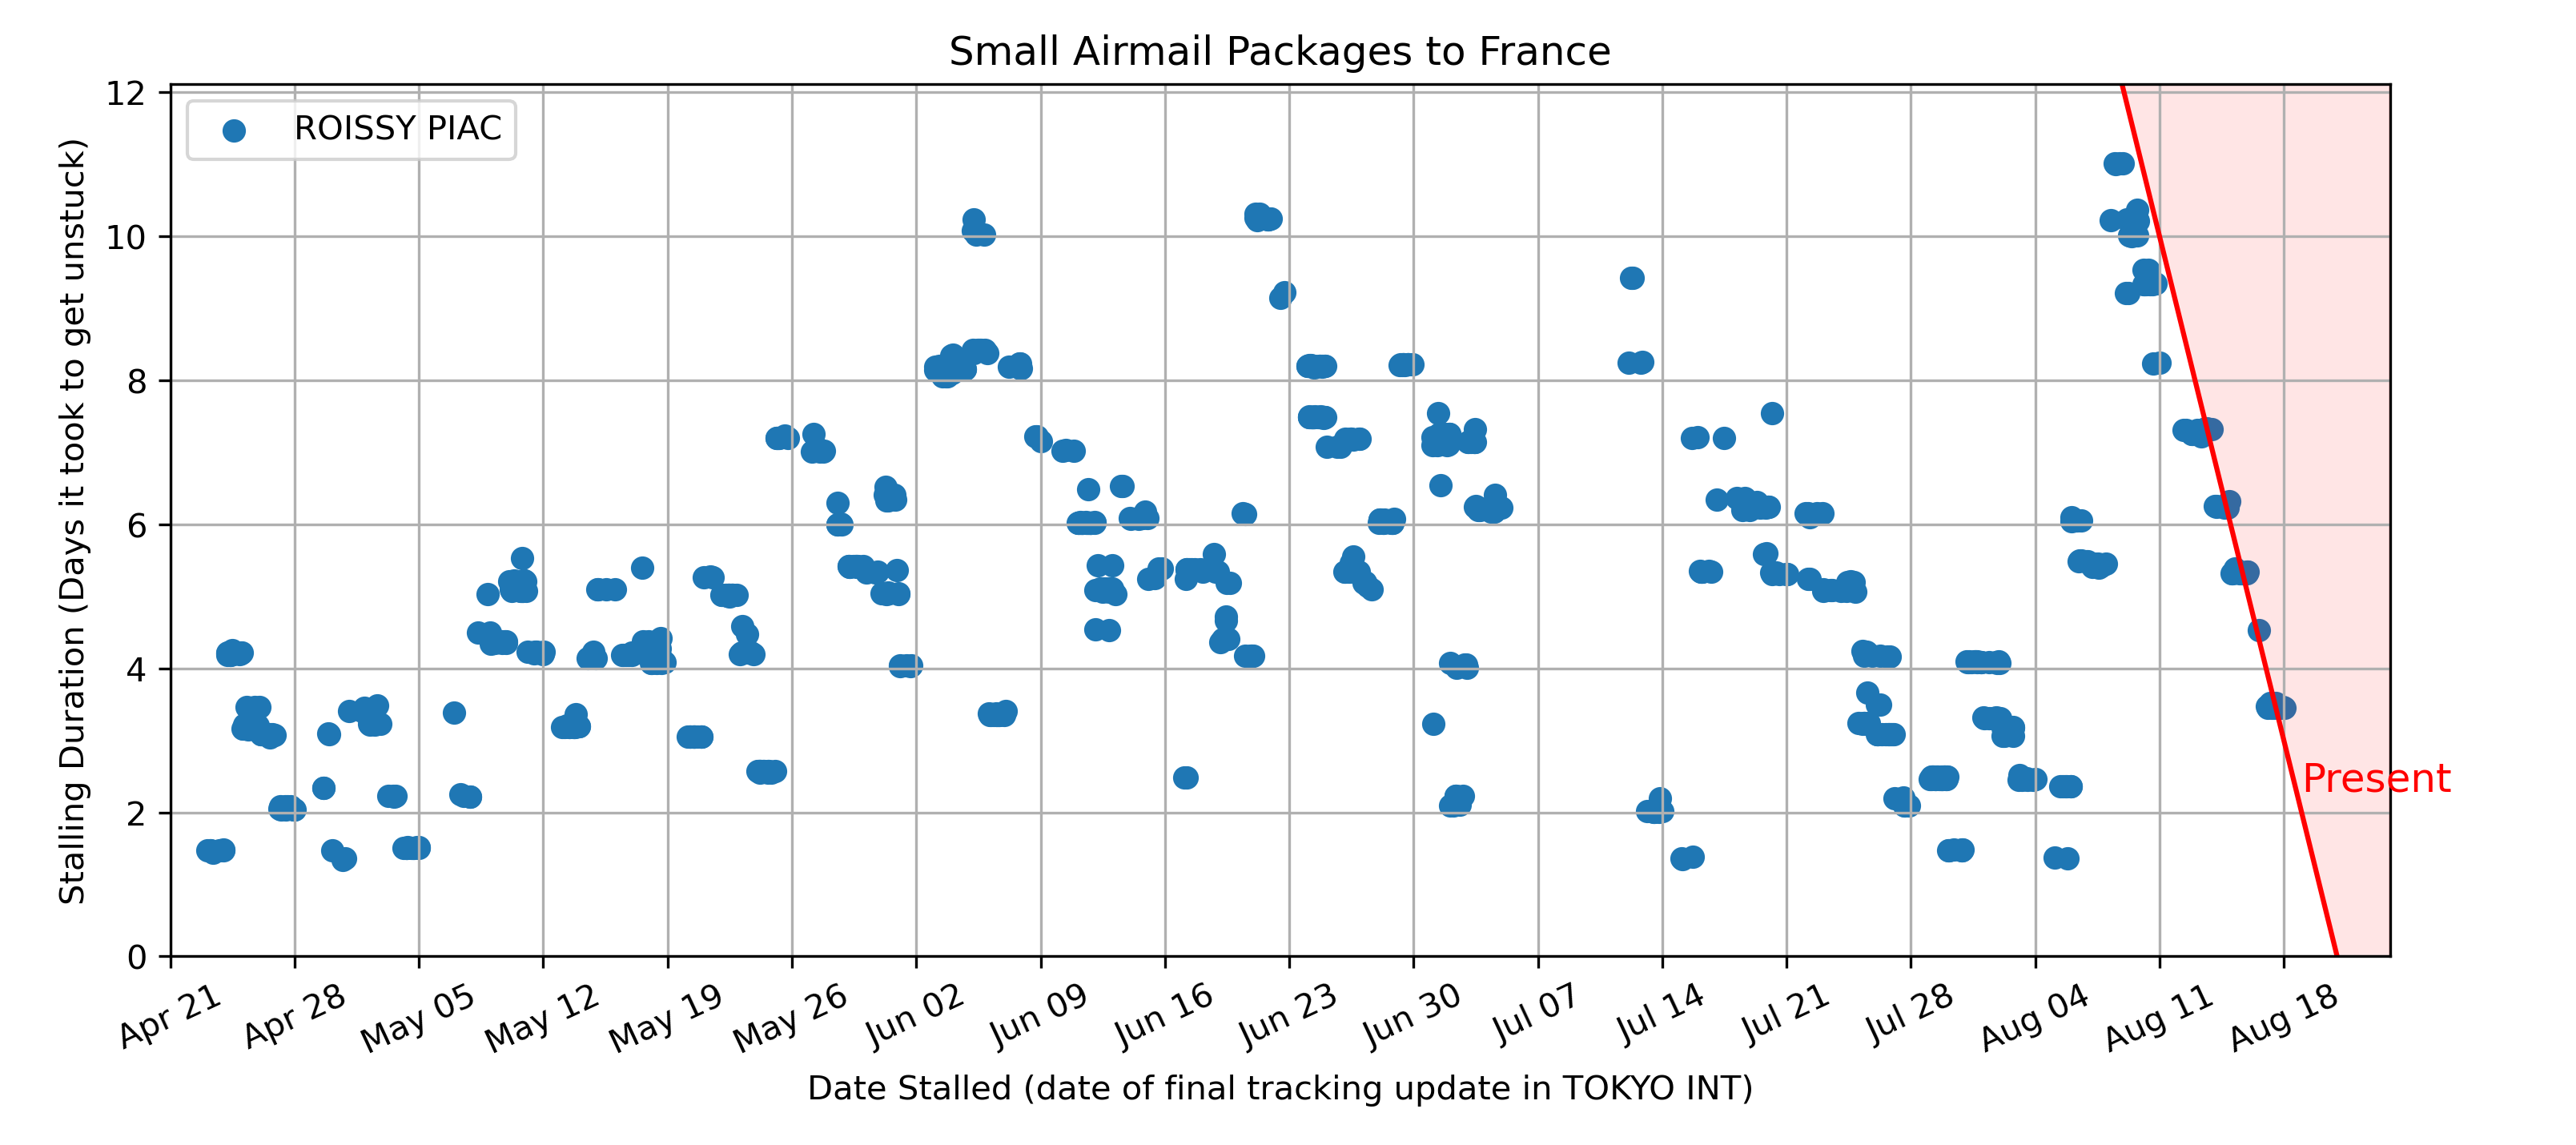 Small Airmail Packages to France
ROISSY PIAC
Stalling Duration (Days it took to get unstuck)
12
10
8
6
4
2
0
Present
Apr 21
Apr 28
May 05
May 12
May 19
May 26
Jun 02
Jun 09
Jun 16
Jun 23
Jun 30
Jul 07
Jul 14
Jul 21
Jul 28
Aug 04
Aug 11
Aug 18
Date Stalled (date of final tracking update in TOKYO INT)